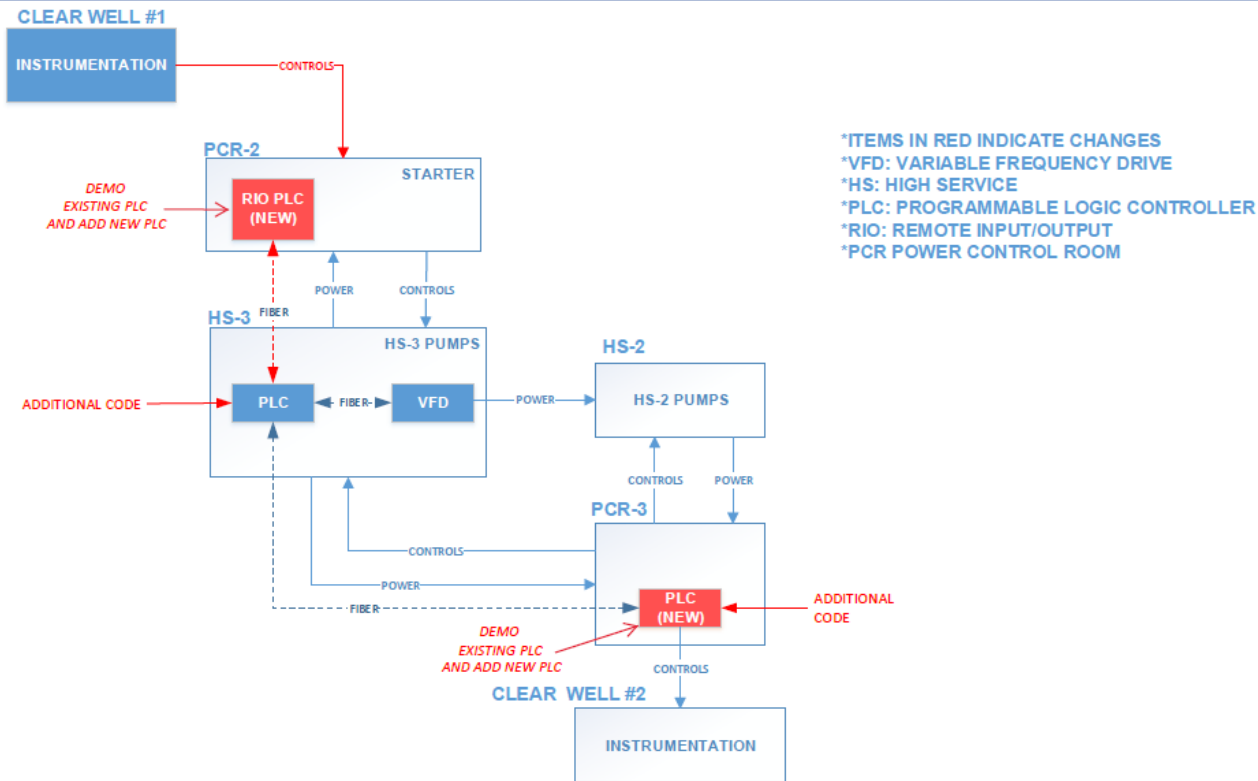 CLEAR WELL #1
INSTRUMENTATION
CONTROLS
*ITEMS IN RED INDICATE CHANGES
*VFD: VARIABLE FREQUENCY DRIVE
*HS: HIGH SERVICE
*PLC: PROGRAMMABLE LOGIC CONTROLLER
*RIO: REMOTE INPUT/OUTPUT
*PCR POWER CONTROL ROOM
PCR-2
STARTER
RIO PLC
(NEW)
DEMO
EXISTING PLC
AND ADD NEW PLC
POWER
CONTROLS
FIBER
HS-3
HS-3 PUMPS
ADDITIONAL CODE
PLC
FIBER
VFD
POWER
HS-2
HS-2 PUMPS
CONTROLS
POWER
PCR-3
CONTROLS
POWER
FIBER
PLC
(NEW)
ADDITIONAL
CODE
DEMO
EXISTING PLC
AND ADD NEW PLC
CONTROLS
CLEAR WELL #2
INSTRUMENTATION